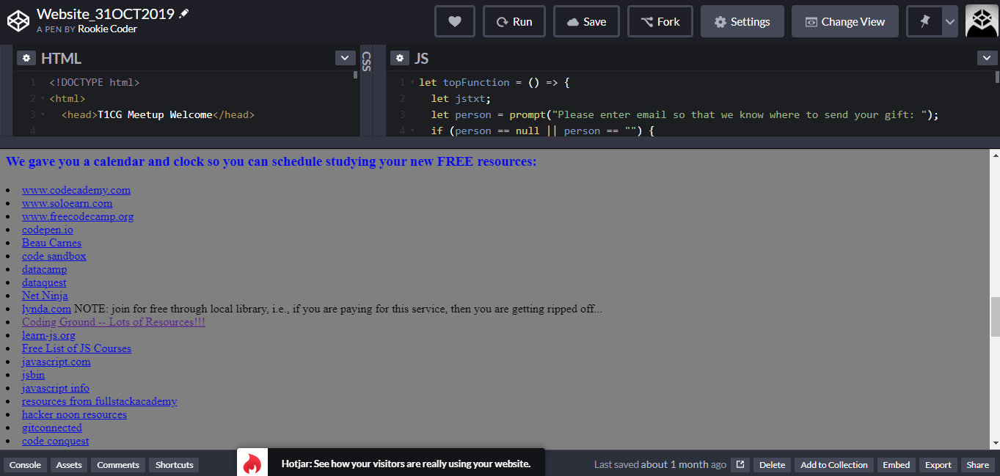 Website_31OCT2019
A PEN BY Rookie Coder
Run
Save
Fork
Settings
Change View
HTML
CSS
JS
1 <!DOCTYPE html>
2 <html>
3 <head>T1CG Meetup Welcome</head>
4
1 let topFunction = () => {
2 let jstxt;
3 let person = prompt("Please enter email so that we know where to send your gift: ");
4 if (person == null || person == "") {
We gave you a calendar and clock so you can schedule studying your new FREE resources:
www.codecademy.com
www.soloearn.com
www.freecodecamp.org
codepen.io
Beau Carnes
code sandbox
datacamp
dataquest
Net Ninja
lynda.com NOTE: join for free through local library, i.e., if you are paying for this service, then you are getting ripped off...
Coding Ground -- Lots of Resources!!!
learn-js.org
Free List of JS Courses
javascript.com
jsbin
javascript info
resources from fullstackacademy
hacker noon resources
gitconnected
code conquest
Console
Assets
Comments
Shortcuts
Hotjar: See how your visitors are really using your website.
Last saved about 1 month ago
Delete
Add to Collection
Embed
Export
Share